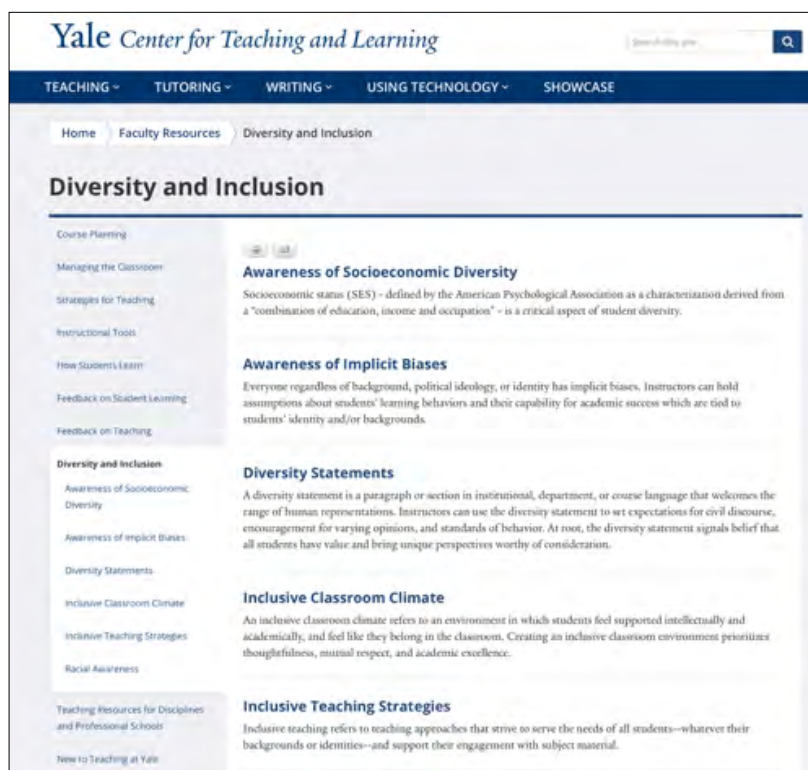 Yale Center for Teaching and Learning
Search this site
TEACHING TUTORING WRITING USING TECHNOLOGY SHOWCASE
Home Faculty Resources Diversity and Inclusion
Diversity and Inclusion
Course Planning
Managing the Classroom
Strategies for Teaching
Instructional Tools
How Students Learn
Feedback on Student Learning
Feedback on Teaching
Diversity and Inclusion
Awareness of Socioeconomic
Diversity
Awareness of Implicit Biases
Diversity Statements
Inclusive Classroom Climate
Inclusive Teaching Strategies
Racial Awareness
Teaching Resources for Disciplines
and Professional Schools
New to Teaching at Yale
Awareness of Socioeconomic Diversity
Socioeconomic status (SES) - defined by the American Psychological Association as a characterization derived from
a "combination of education, income and occupation" - is a critical aspect of student diversity.
Awareness of Implicit Biases
Everyone regardless of background, political ideology, or identity has implicit biases. Instructors can hold
assumptions about students' learning behaviors and their capability for academic success which are tied to
students' identity and/or backgrounds.
Diversity Statements
A diversity statement is a paragraph or section in institutional, department, or course language that welcomes the
range of human representations. Instructors can use the diversity statement to set expectations for civil discourse,
encouragement for varying opinions, and standards of behavior. At root, the diversity statement signals belief that
all students have value and bring unique perspectives worthy of consideration.
Inclusive Classroom Climate
An inclusive classroom climate refers to an environment in which students feel supported intellectually and
academically, and feel like they belong in the classroom. Creating an inclusive classroom environment prioritizes
thoughtfulness, mutual respect, and academic excellence.
Inclusive Teaching Strategies
Inclusive teaching refers to teaching approaches that strive to serve the needs of all students—whatever their
backgrounds or identities—and support their engagement with subject material.